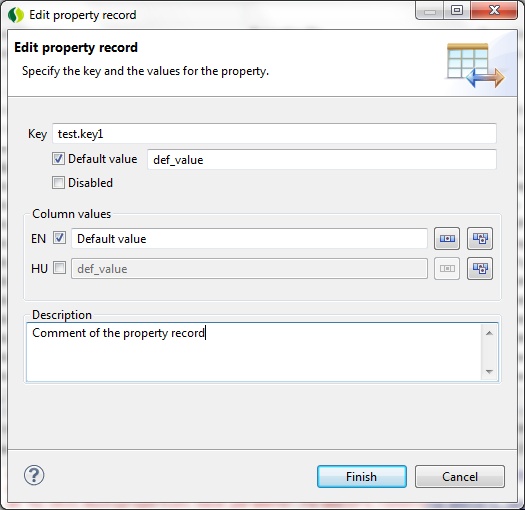 Edit property record
Edit property record
Specify the key and the values for the property.
Key test.key1
Default value def_value
Disabled
Column values
EN Default value
HU def_value
Description
Comment of the property record
Finish Cancel